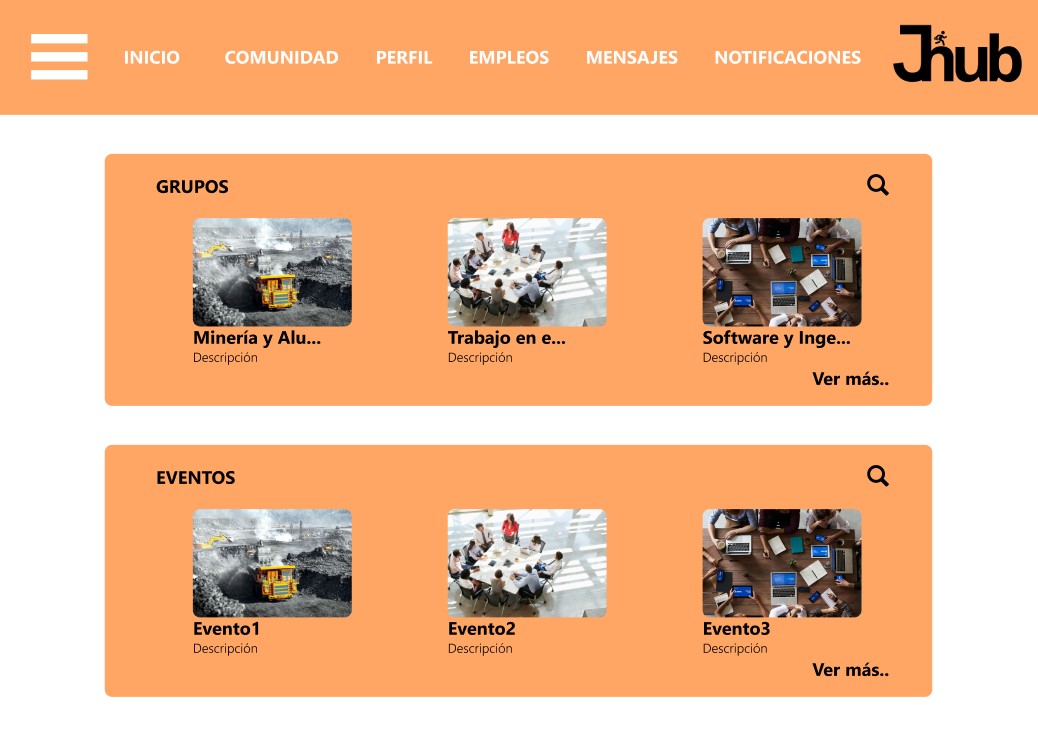 INICIO COMUNIDAD PERFIL EMPLEOS MENSAJES NOTIFICACIONES Jhub
GRUPOS
Minería y Alu... Trabajo en e... Software y Inge...
Descripción Descripción Descripción
Ver más..
EVENTOS
Evento1 Evento2 Evento3
Descripción Descripción Descripción
Ver más..